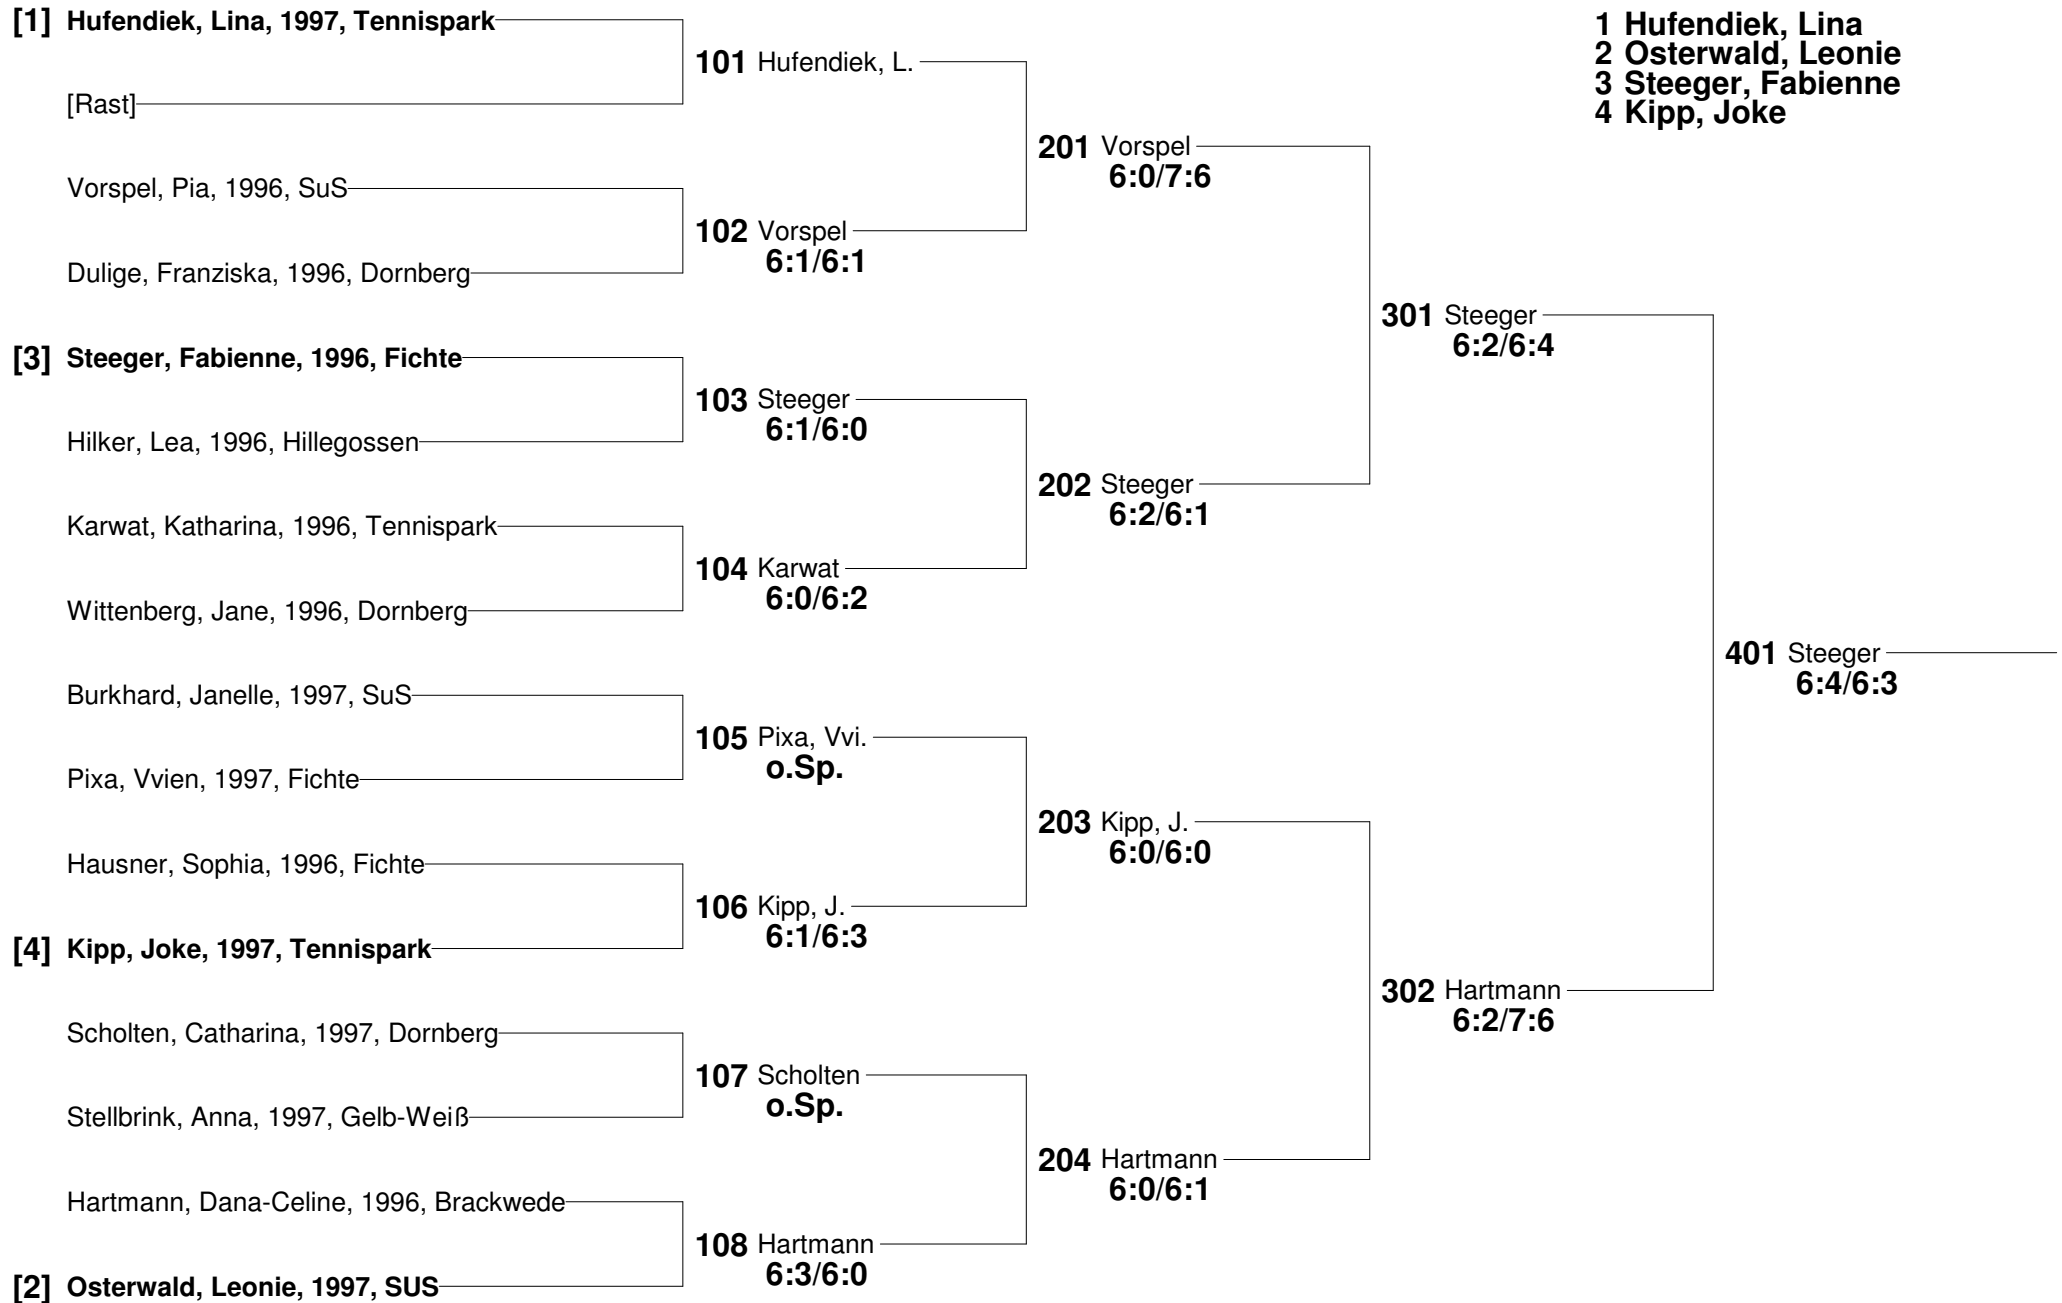 [1] Hufendiek, Lina, 1997, Tennispark
[Rast]
Vorspel, Pia, 1996, SuS
Dulige, Franziska, 1996, Dornberg
[3] Steeger, Fabienne, 1996, Fichte
Hilker, Lea, 1996, Hillegossen
Karwat, Katharina, 1996, Tennispark
Wittenberg, Jane, 1996, Dornberg
Burkhard, Janelle, 1997, SuS
Pixa, Vvien, 1997, Fichte
Hausner, Sophia, 1996, Fichte
[4] Kipp, Joke, 1997, Tennispark
Scholten, Catharina, 1997, Dornberg
Stellbrink, Anna, 1997, Gelb-Weiß
Hartmann, Dana-Celine, 1996, Brackwede
[2] Osterwald, Leonie, 1997, SUS
101 Hufendiek, L.
102 Vorspel
6:1/6:1
103 Steeger
6:1/6:0
104 Karwat
6:0/6:2
105 Pixa, Vvi.
o.Sp.
106 Kipp, J.
6:1/6:3
107 Scholten
o.Sp.
108 Hartmann
6:3/6:0
201 Vorspel
6:0/7:6
202 Steeger
6:2/6:1
203 Kipp, J.
6:0/6:0
204 Hartmann
6:0/6:1
301 Steeger
6:2/6:4
302 Hartmann
6:2/7:6
401 Steeger
6:4/6:3
1 Hufendiek, Lina
2 Osterwald, Leonie
3 Steeger, Fabienne
4 Kipp, Joke